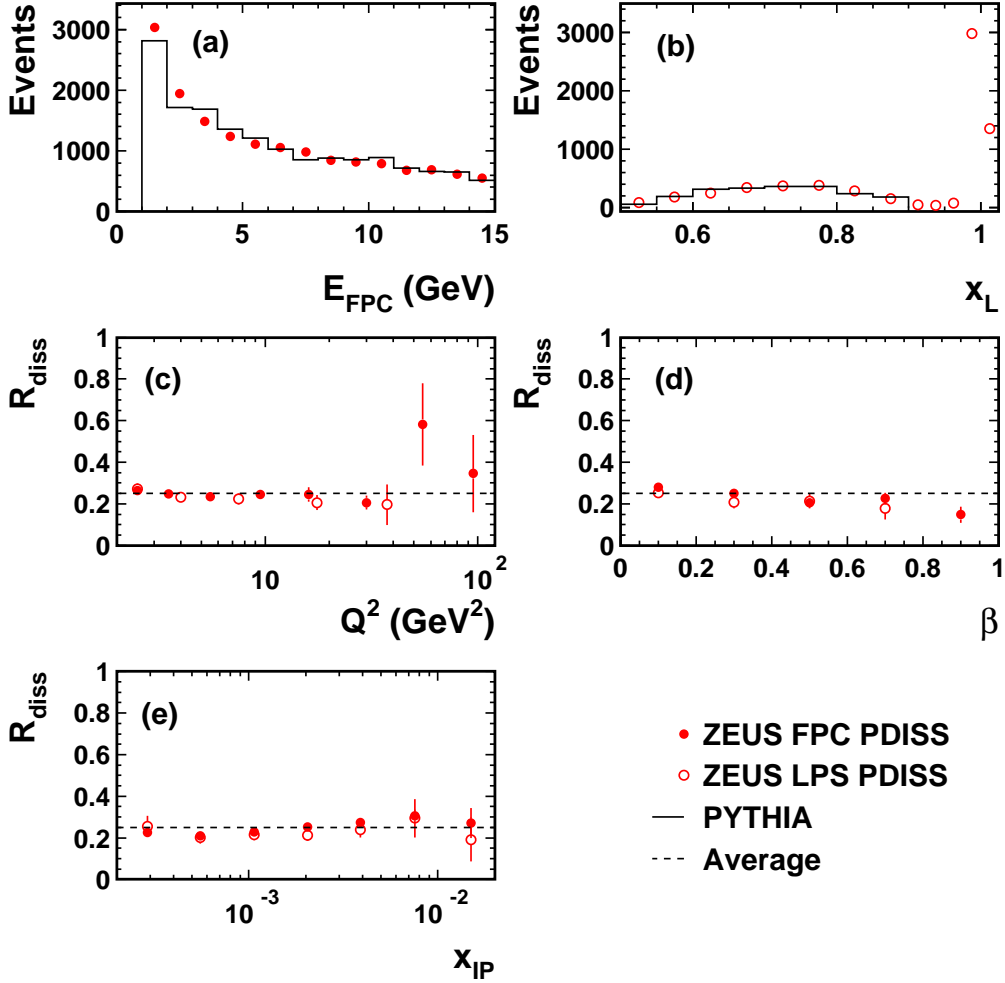 Events
3000
2000
1000
0
(a)
0
5
10
15
E_FPC (GeV)
Events
3000
2000
1000
0
(b)
0.6
0.8
1
x_L
R_diss
1
0.8
0.6
0.4
0.2
0
(c)
10
10^2
Q^2 (GeV^2)
R_diss
1
0.8
0.6
0.4
0.2
0
(d)
0
0.2
0.4
0.6
0.8
1
β
R_diss
1
0.8
0.6
0.4
0.2
0
(e)
10^-3
10^-2
x_IP
ZEUS FPC PDISS
ZEUS LPS PDISS
PYTHIA
Average